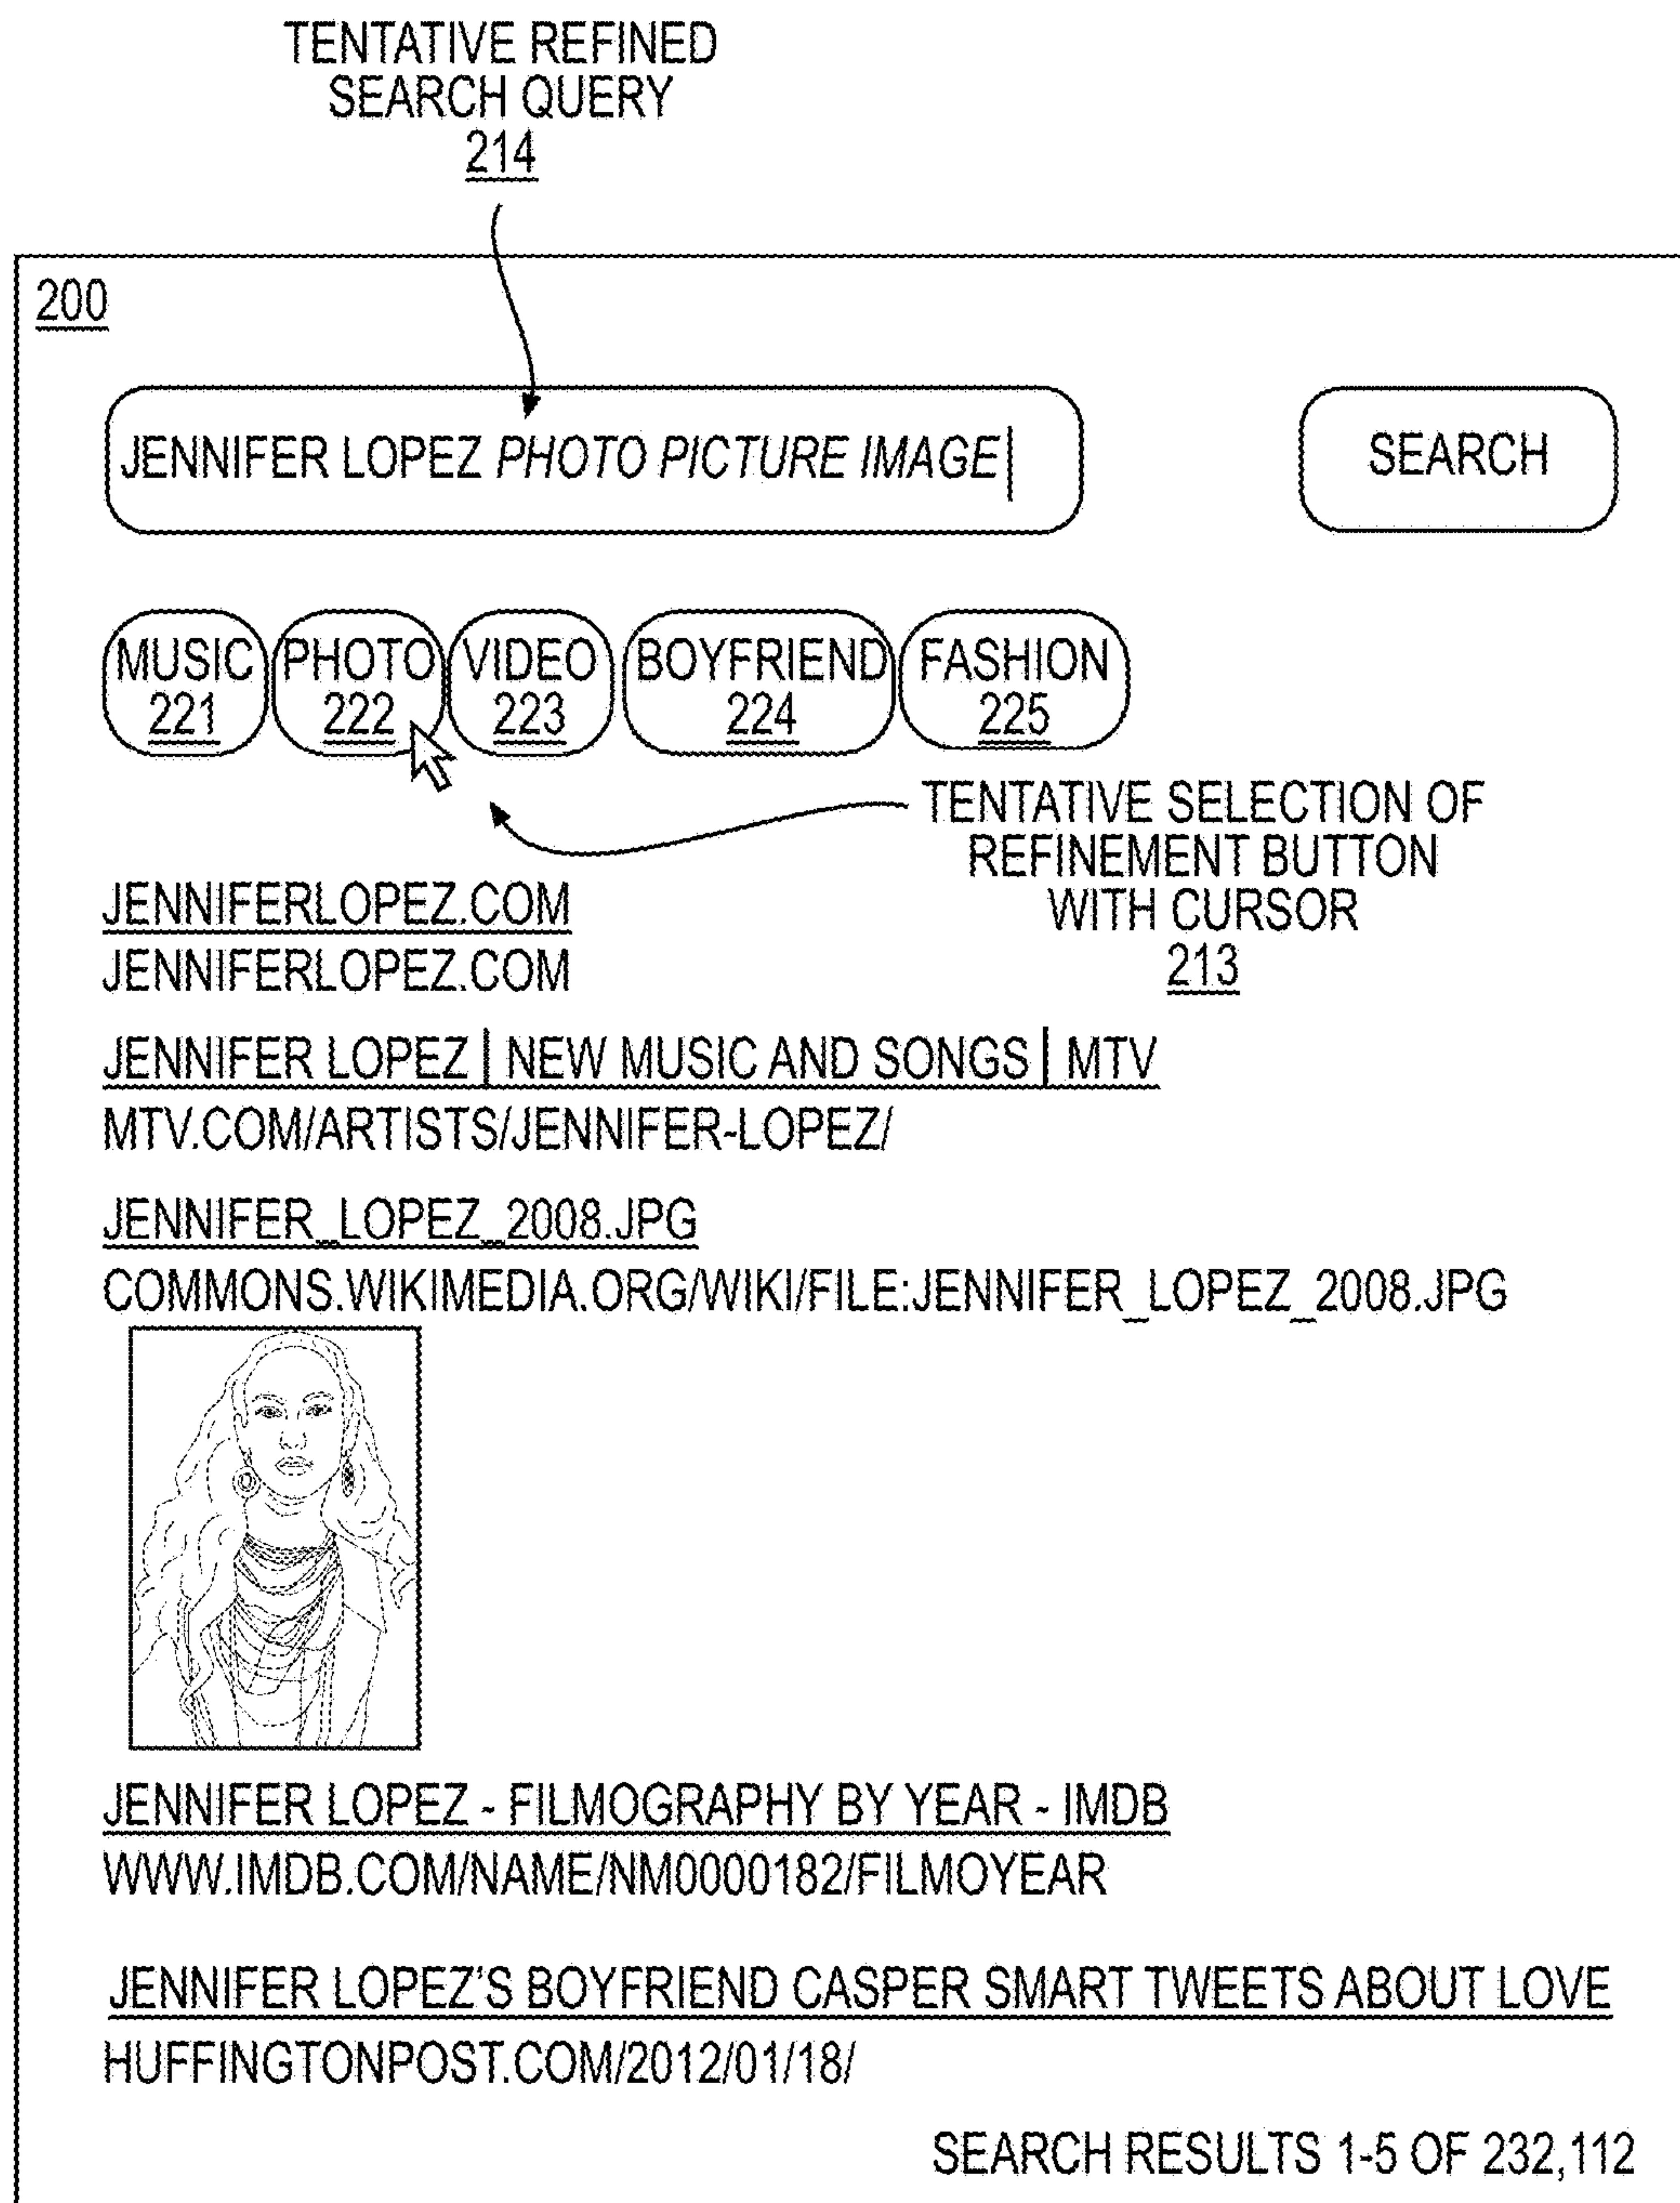 TENTATIVE REFINED
SEARCH QUERY
214
200
JENNIFER LOPEZ PHOTO PICTURE IMAGE
SEARCH
MUSIC PHOTO VIDEO BOYFRIEND FASHION
221 222 223 224 225
TENTATIVE SELECTION OF
REFINEMENT BUTTON
WITH CURSOR
213
JENNIFERLOPEZ.COM
JENNIFERLOPEZ.COM
JENNIFER LOPEZ | NEW MUSIC AND SONGS | MTV
MTV.COM/ARTISTS/JENNIFER-LOPEZ/
JENNIFER_LOPEZ_2008.JPG
COMMONS.WIKIMEDIA.ORG/WIKI/FILE:JENNIFER_LOPEZ_2008.JPG
JENNIFER LOPEZ - FILMOGRAPHY BY YEAR - IMDB
WWW.IMDB.COM/NAME/NM0000182/FILMOYEAR
JENNIFER LOPEZ'S BOYFRIEND CASPER SMART TWEETS ABOUT LOVE
HUFFINGTONPOST.COM/2012/01/18/
SEARCH RESULTS 1-5 OF 232,112